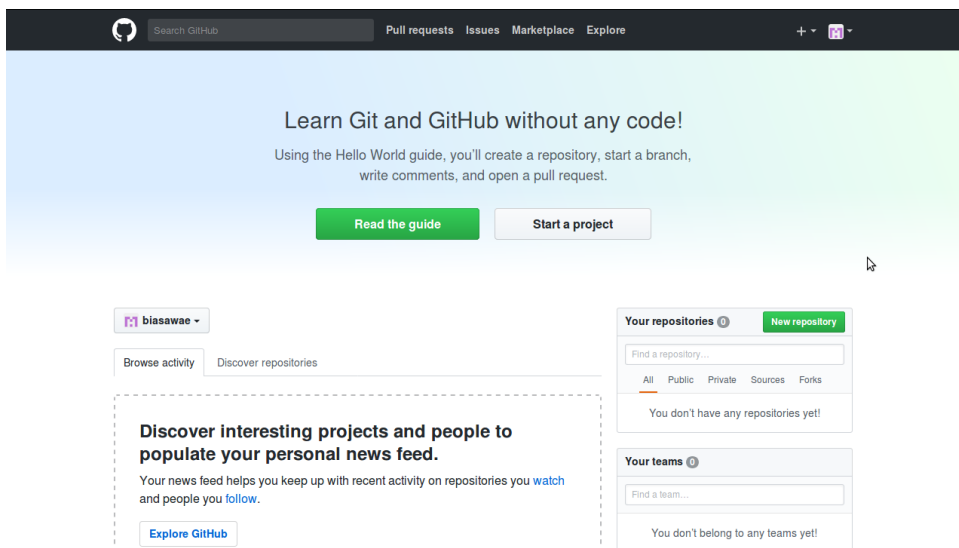 Search GitHub
Pull requests Issues Marketplace Explore
Learn Git and GitHub without any code!
Using the Hello World guide, you'll create a repository, start a branch,
write comments, and open a pull request.
Read the guide
Start a project
biasawae
Browse activity
Discover repositories
Discover interesting projects and people to
populate your personal news feed.
Your news feed helps you keep up with recent activity on repositories you watch
and people you follow.
Explore GitHub
Your repositories 0
New repository
Find a repository...
All Public Private Sources Forks
You don't have any repositories yet!
Your teams 0
Find a team...
You don't belong to any teams yet!